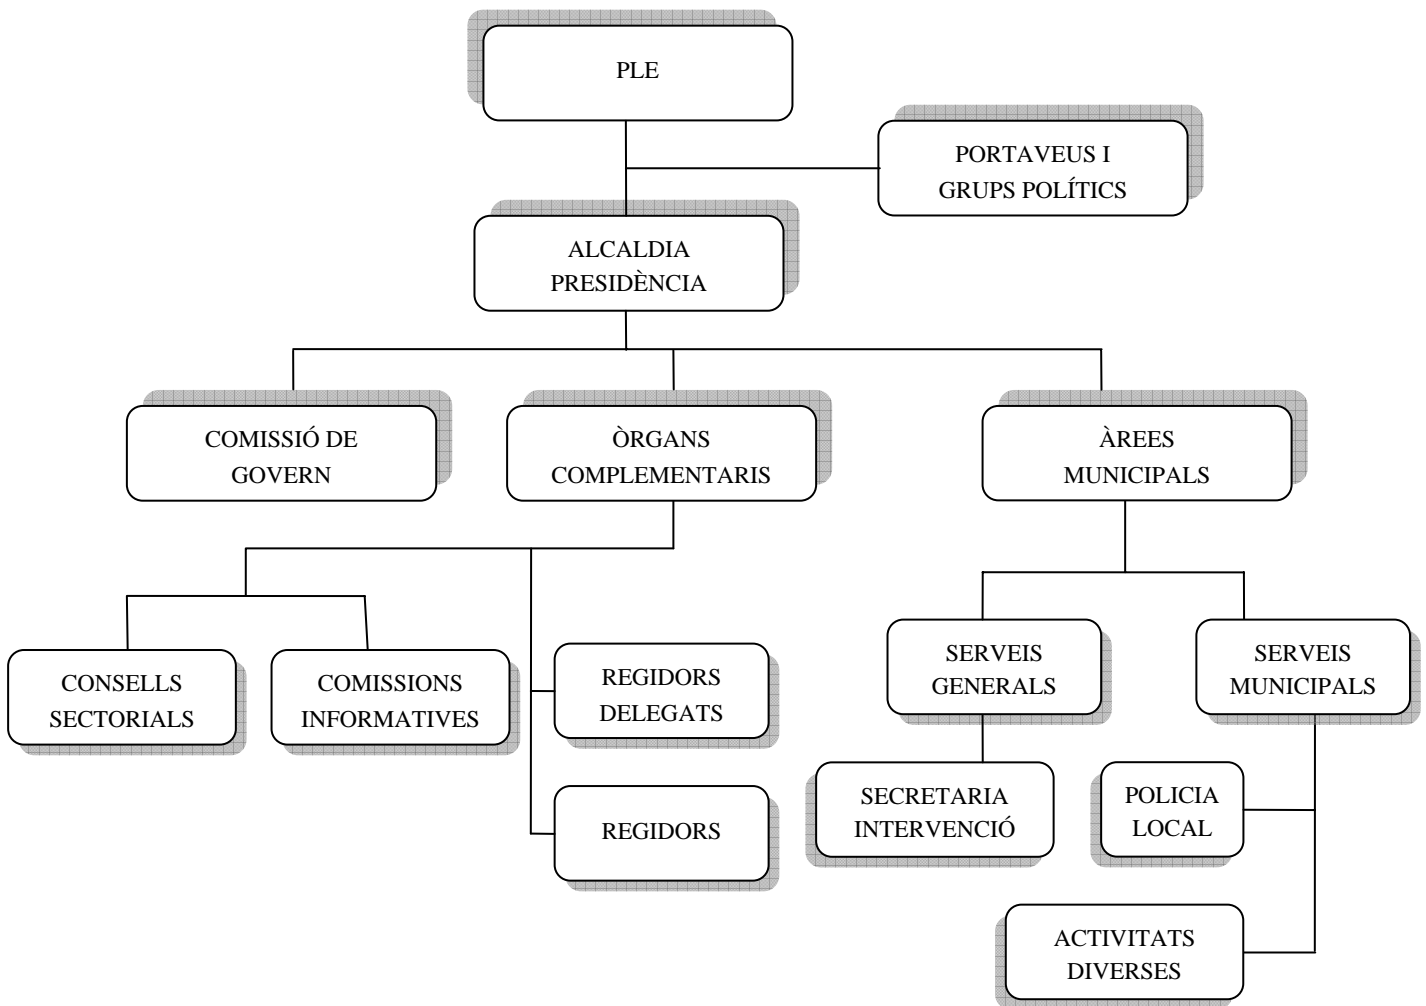 PLE
PORTAVEUS I
GRUPS POLÍTICS
ALCALDIA
PRESIDÈNCIA
COMISSIÓ DE
GOVERN
ÒRGANS
COMPLEMENTARIS
ÀREES
MUNICIPALS
CONSELLS
SECTORIALS
COMISSIONS
INFORMATIVES
REGIDORS
DELEGATS
REGIDORS
SERVEIS
GENERALS
SERVEIS
MUNICIPALS
SECRETARIA
INTERVENCIÓ
POLICIA
LOCAL
ACTIVITATS
DIVERSES